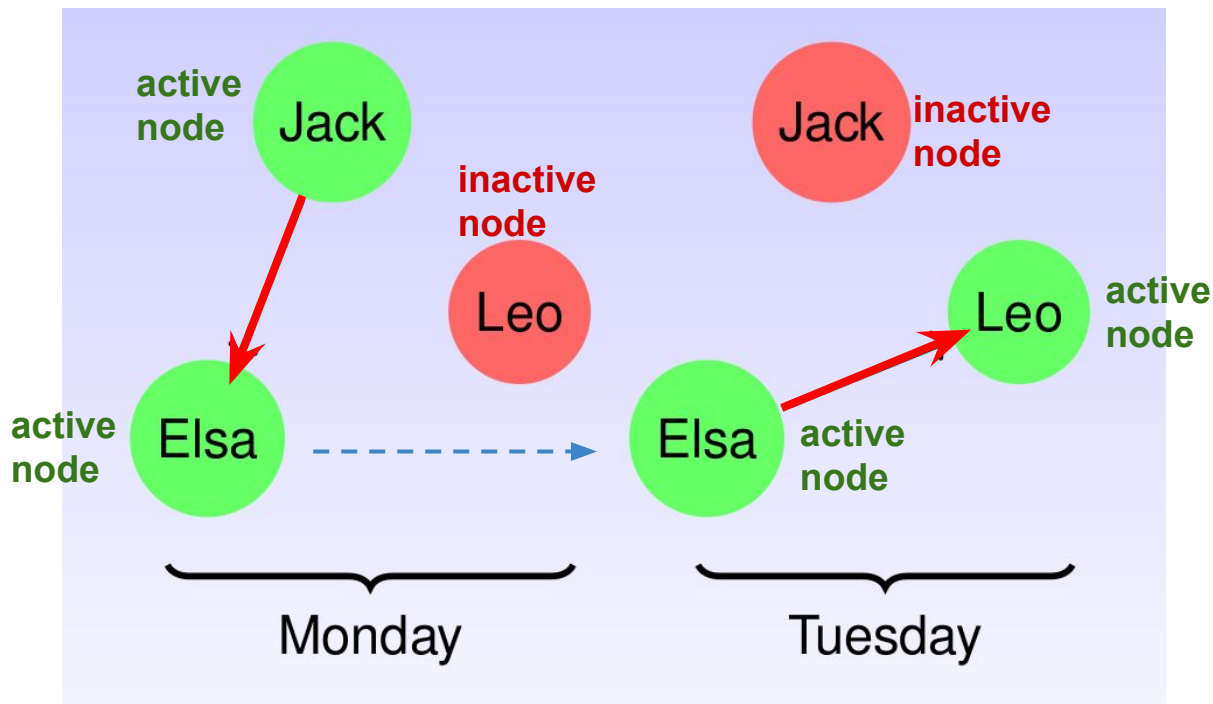 active
node
Jack
inactive
node
Leo
active
node
Elsa
Monday
Jack
inactive
node
Leo
active
node
Elsa
active
node
Tuesday